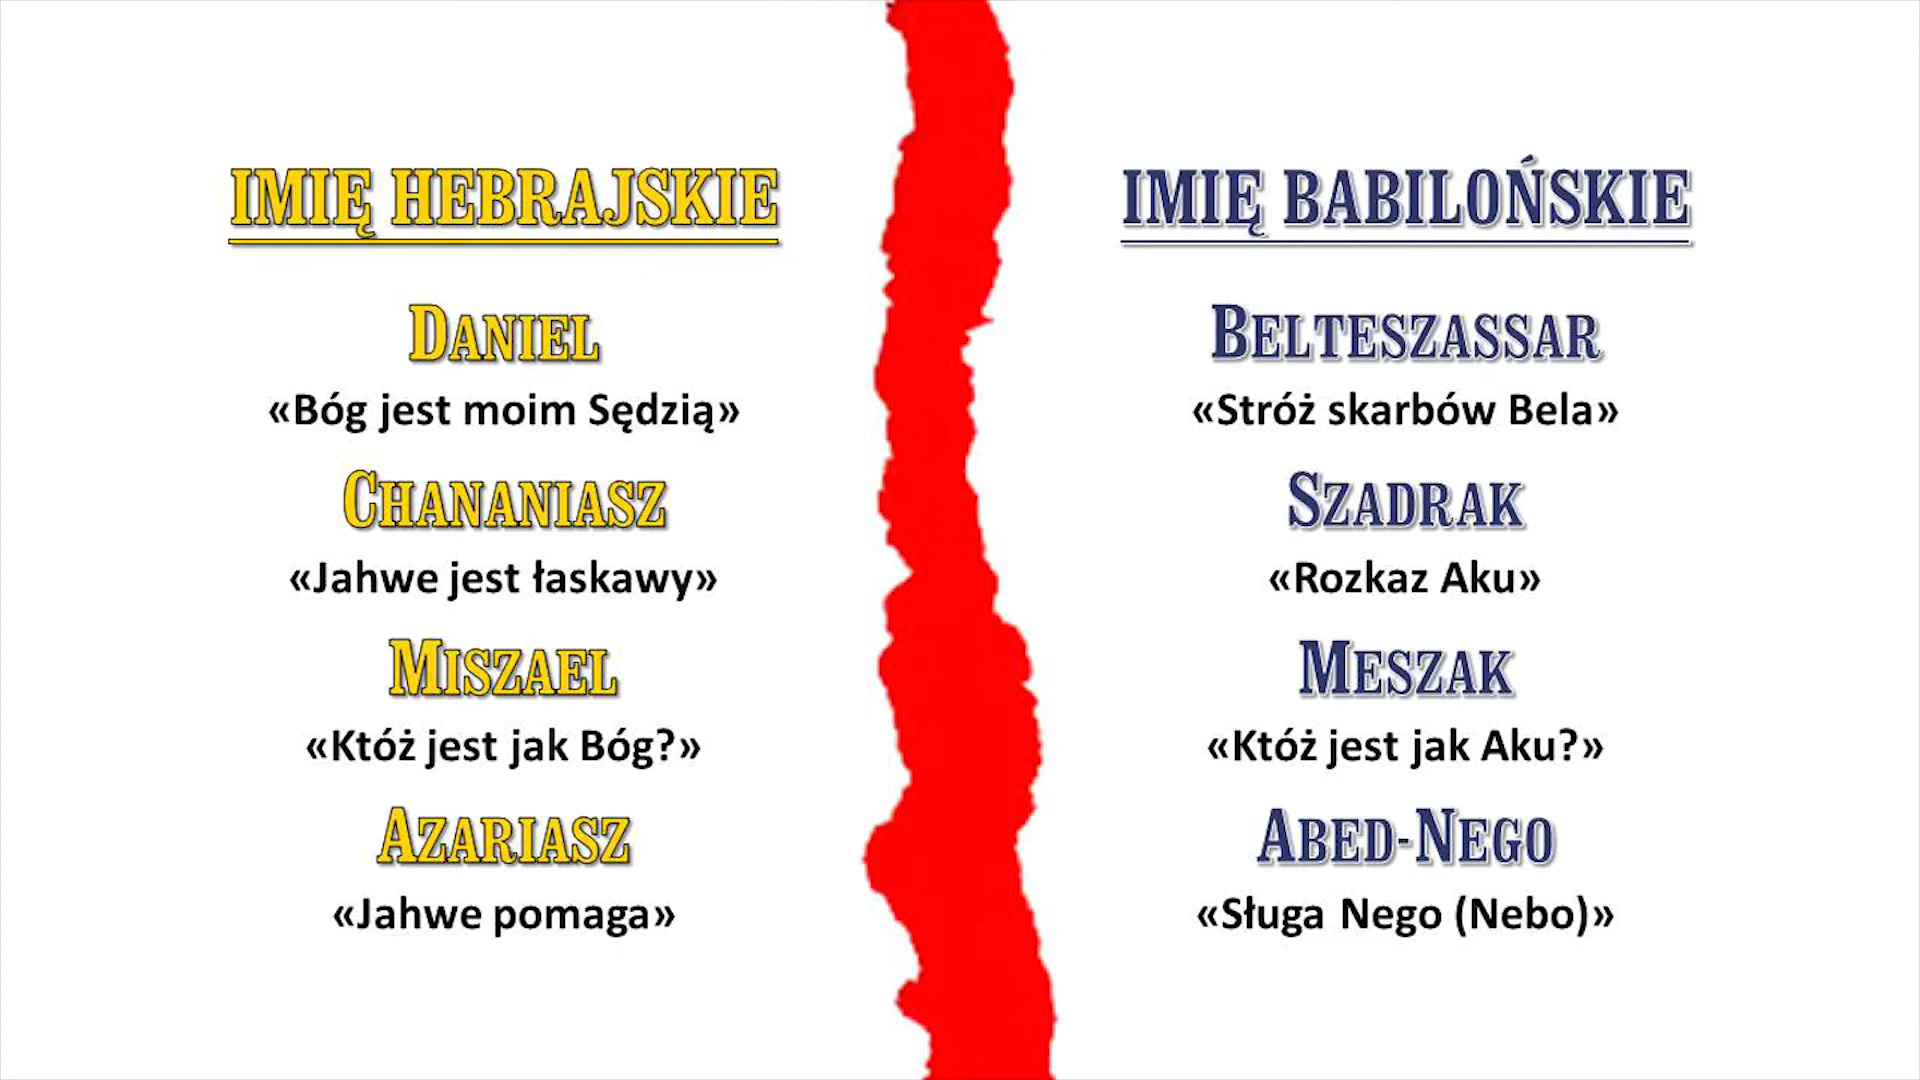 IMIĘ HEBRAJSKIE
DANIEL
«Bóg jest moim Sędzią»
CHANANIASZ
«Jahwe jest łaskawy»
MISZAEL
«Któż jest jak Bóg?»
AZARIASZ
«Jahwe pomaga»
IMIĘ BABILOŃSKIE
BELTESZASSAR
«Stróż skarbów Bela»
SZADRAK
«Rozkaz Aku»
MESZAK
«Któż jest jak Aku?»
ABED-NEGO
«Sługa Nego (Nebo)»